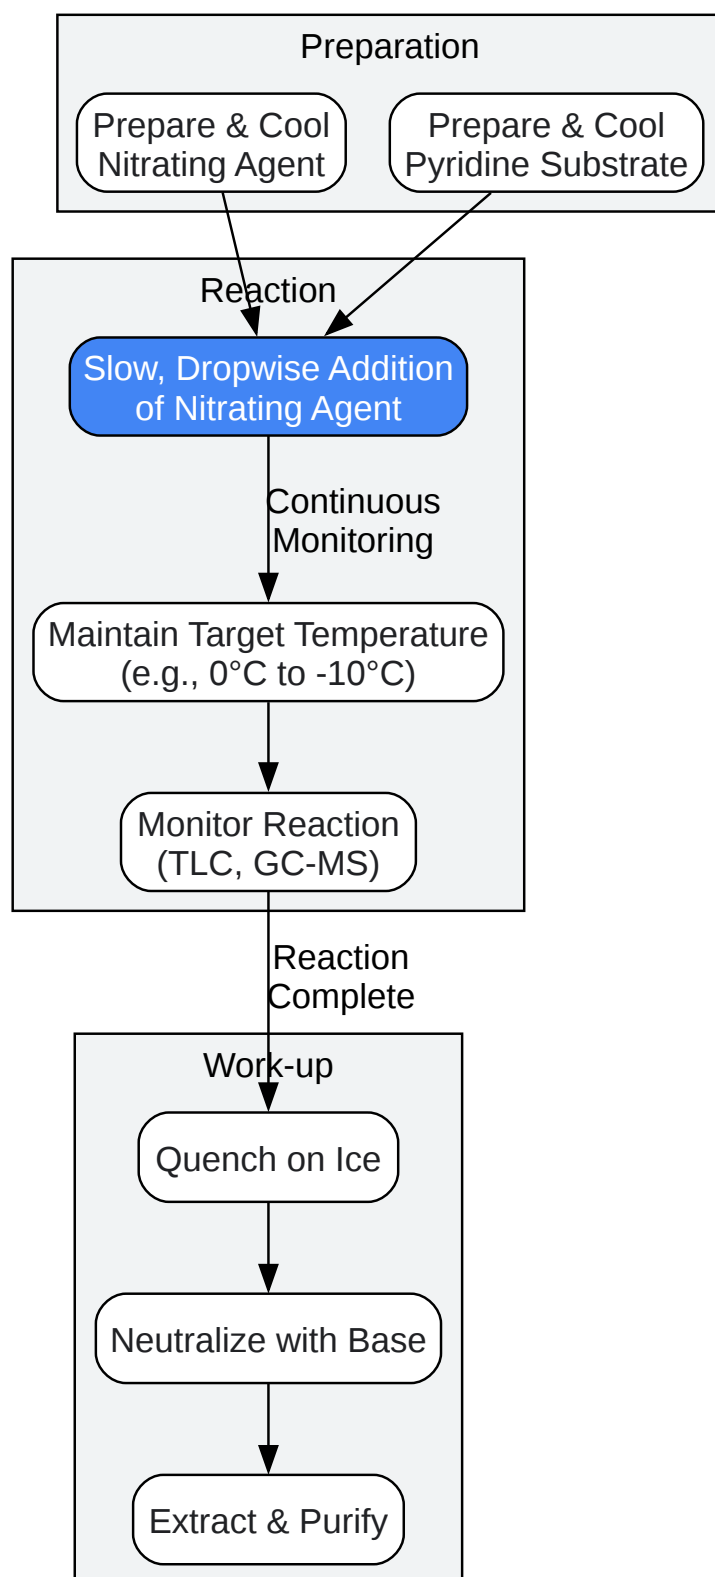 Preparation
Prepare & Cool
Nitrating Agent
Prepare & Cool
Pyridine Substrate
Reaction
Slow, Dropwise Addition
of Nitrating Agent
Continuous
Monitoring
Maintain Target Temperature
(e.g., 0°C to -10°C)
Monitor Reaction
(TLC, GC-MS)
Reaction
Complete
Work-up
Quench on Ice
Neutralize with Base
Extract & Purify